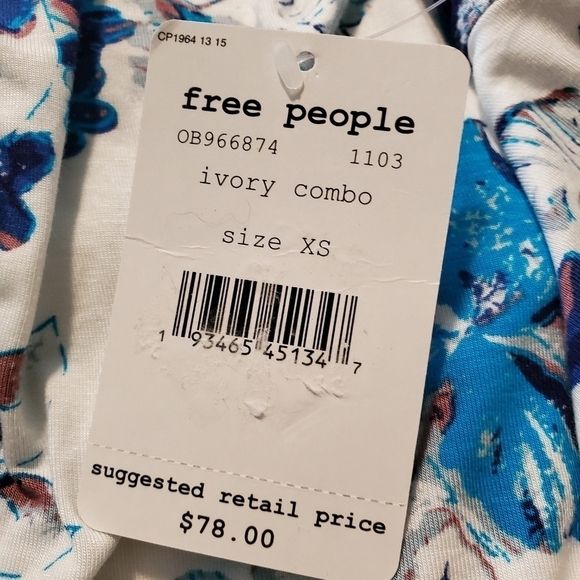 CP1964 13 15
free people
OB966874 1103
ivory combo
size XS
1 93465 45134 7
suggested retail price
$78.00